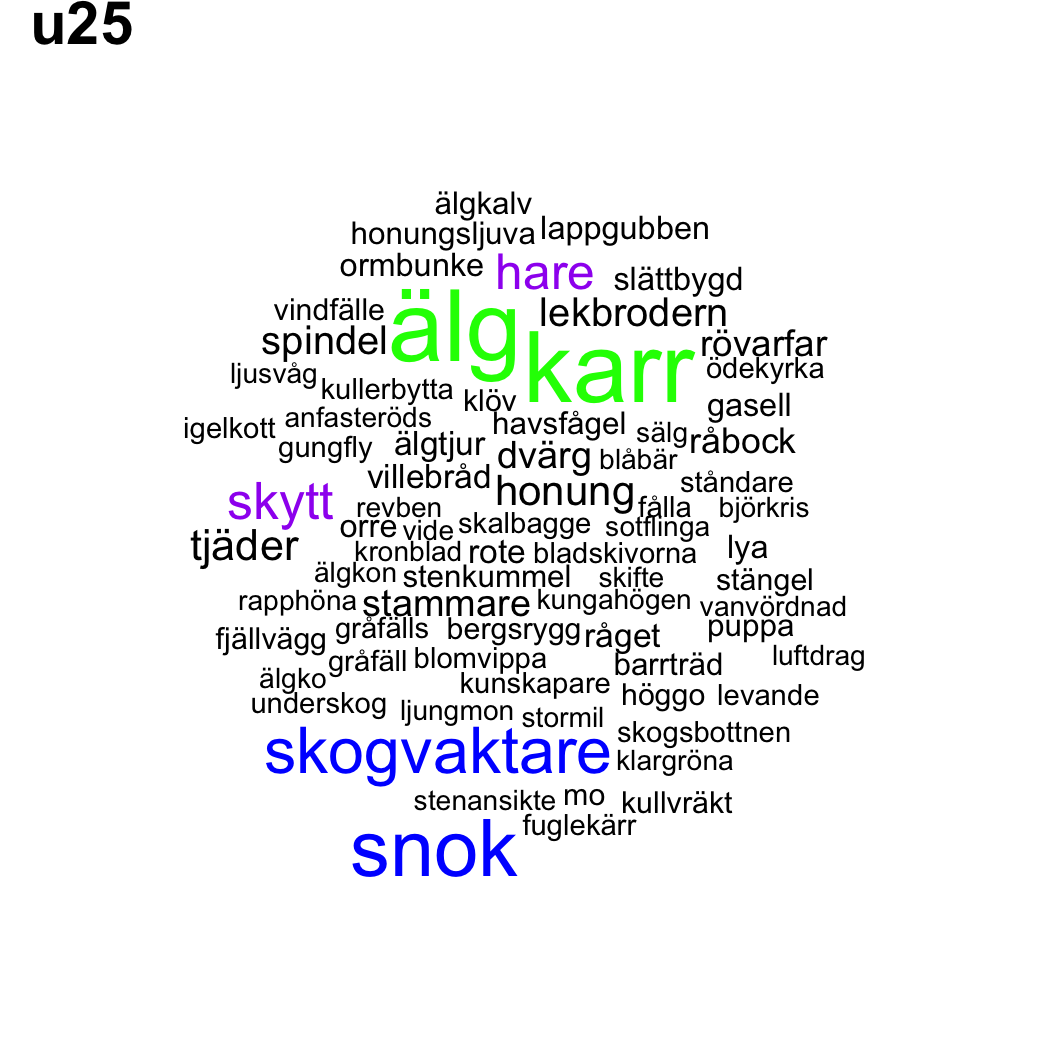 u25
älgkalv
honungsljuva lappgubben
ormbunke hare slättbygd
vindfälle älg lekbrodern
spindel karr rövarfar
ljusvåg kullerbytta klöv ödekyrka
igelkott anfasteröds havsfågel sälg gasell
gungfly älgtjur dvärg blåbär råbock
villebråd honung ståndare
skytt revben fålla björkris
orre vide skalbagge sotflinga
tjäder kronblad rote bladskivorna lya
älgkon stenkummel skifte stängel
rapphöna stammare kungahögen vanvördnad
fjällvägg gråfälls bergsrygg råget puppa
gråfäll blomvippa barrträd luftdrag
älgko kunskapare höggo levande
underskog ljungmon stormil skogsbottnen
skogvaktare klargröna
stenansikte mo kullvräkt
snok fuglekärr